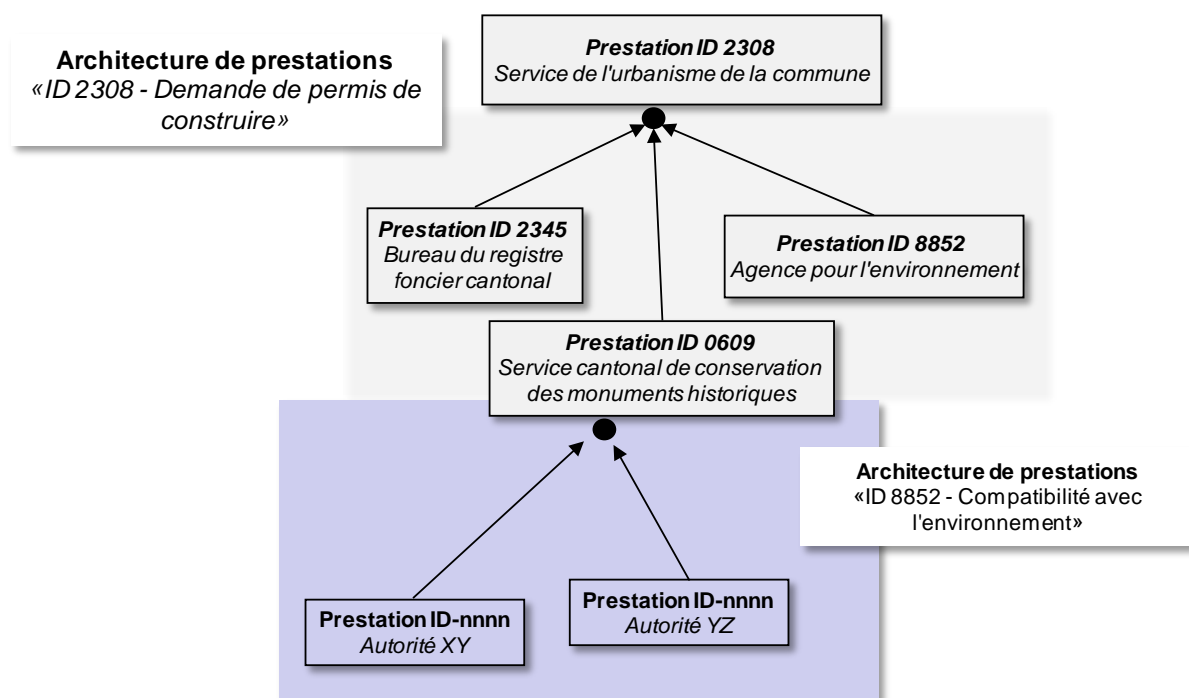 Architecture de prestations
«ID 2308 - Demande de permis de
construire»
Prestation ID 2308
Service de l'urbanisme de la commune
Prestation ID 2345
Bureau du registre
foncier cantonal
Prestation ID 8852
Agence pour l'environnement
Prestation ID 0609
Service cantonal de conservation
des monuments historiques
Architecture de prestations
«ID 8852 - Compatibilité avec
l'environnement»
Prestation ID-nnnn
Autorité XY
Prestation ID-nnnn
Autorité YZ